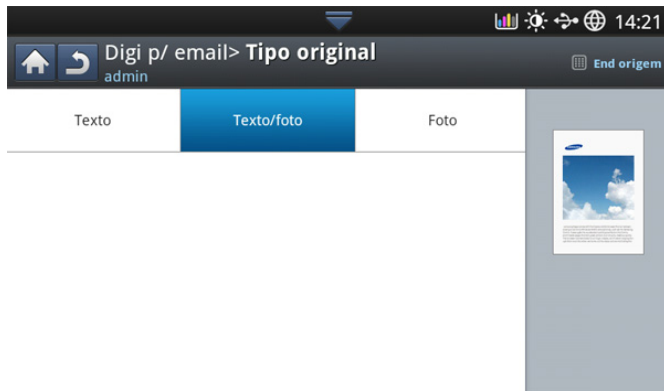 14:21
Digi p/ email> Tipo original
admin
End origem
Texto
Texto/foto
Foto